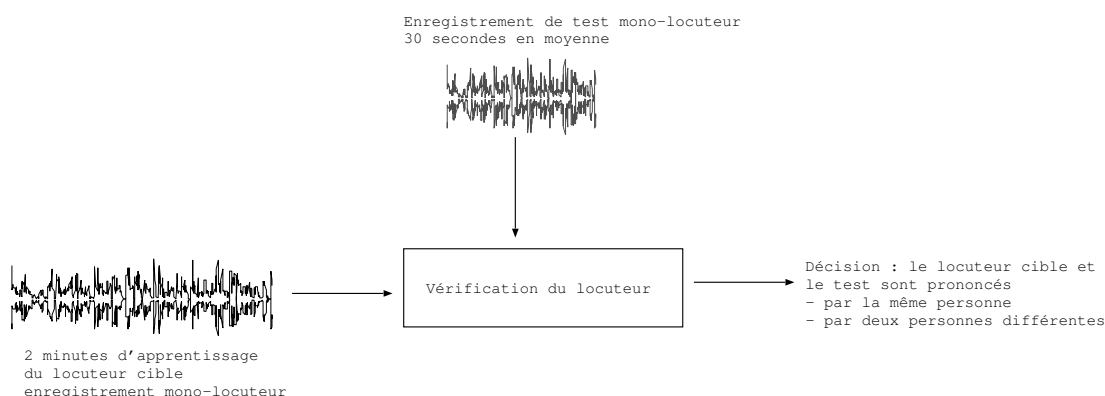 Enregistrement de test mono-locuteur
30 secondes en moyenne
Vérification du locuteur
Décision : le locuteur cible et
le test sont prononcés
- par la même personne
- par deux personnes différentes
2 minutes d'apprentissage
du locuteur cible
enregistrement mono-locuteur